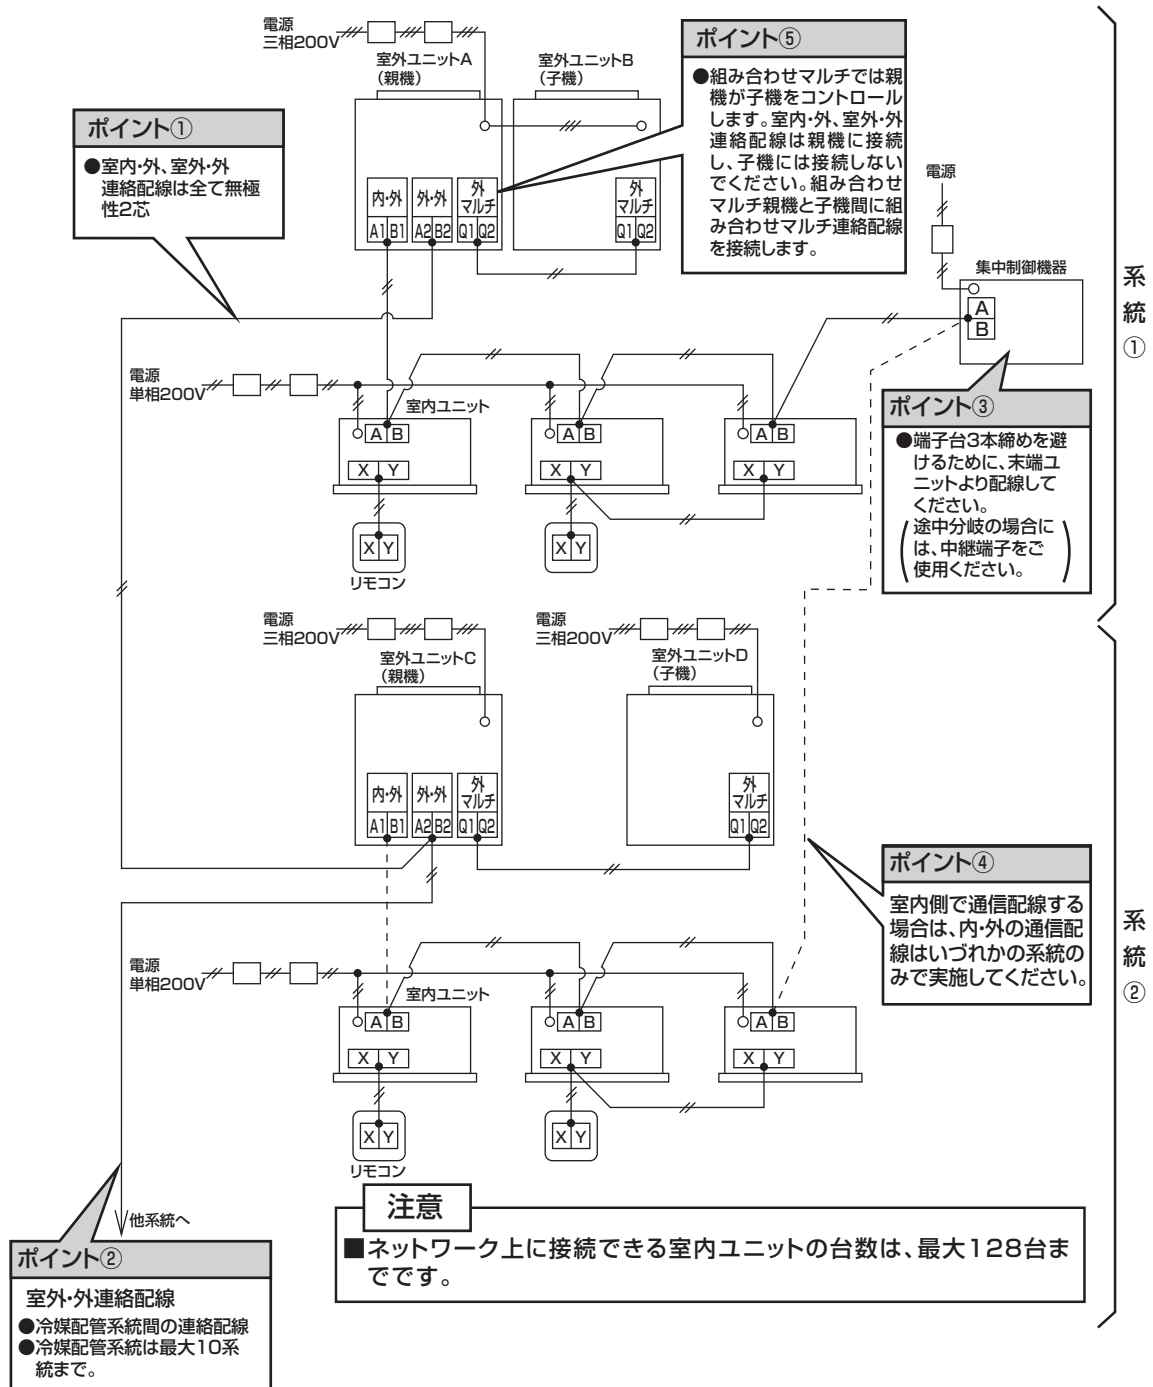 電源
三相200V
室外ユニットA
(親機)
室外ユニットB
(子機)
ポイント⑤
●組み合わせマルチでは親
機が子機をコントロール
します。室内・外、室外・外
連絡配線は親機に接続
し、子機には接続しない
でください。組み合わせ
マルチ親機と子機間に組
み合わせマルチ連絡配線
を接続します。
ポイント①
●室内・外、室外・外
連絡配線は全て無極
性2芯
内・外
外・外
外
マルチ
A1 B1
A2 B2
Q1 Q2
外
マルチ
Q1 Q2
電源
集中制御機器
A
B
系統①
電源
単相200V
室内ユニット
A B
A B
A B
X Y
X Y
X Y
X Y
リモコン
X Y
ポイント③
●端子台3本締めを避
けるために、末端ユ
ニットより配線して
ください。
(途中分岐の場合に
は、中継端子をご
使用ください。)
電源
三相200V
室外ユニットC
(親機)
電源
三相200V
室外ユニットD
(子機)
内・外
外・外
外
マルチ
A1 B1
A2 B2
Q1 Q2
外
マルチ
Q1 Q2
ポイント④
室内側で通信配線する
場合は、内・外の通信配
線はいづれかの系統の
みで実施してください。
系統②
電源
単相200V
室内ユニット
A B
A B
A B
X Y
X Y
X Y
X Y
リモコン
X Y
他系統へ
ポイント②
室外・外連絡配線
●冷媒配管系統間の連絡配線
●冷媒配管系統は最大10系
統まで。
注意
■ネットワーク上に接続できる室内ユニットの台数は、最大128台ま
でです。